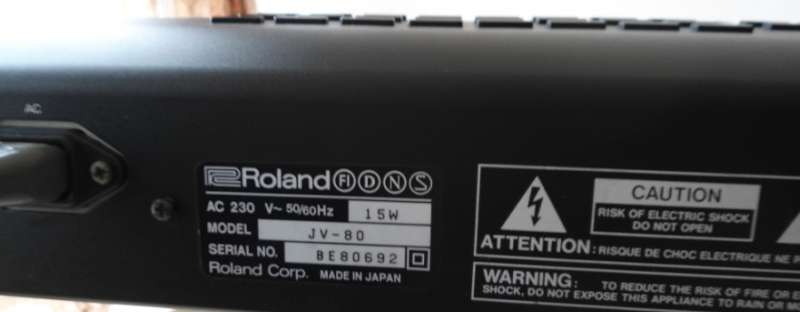 AC
Roland FI D N S
AC 230 V~ 50/60Hz 15W
MODEL JV-80
SERIAL NO. BE80692
Roland Corp. MADE IN JAPAN
CAUTION
RISK OF ELECTRIC SHOCK
DO NOT OPEN
ATTENTION: RISQUE DE CHOC ELECTRIQUE NE
WARNING: TO REDUCE THE RISK OF FIRE OR
SHOCK, DO NOT EXPOSE THIS APPLIANCE TO RAIN OR